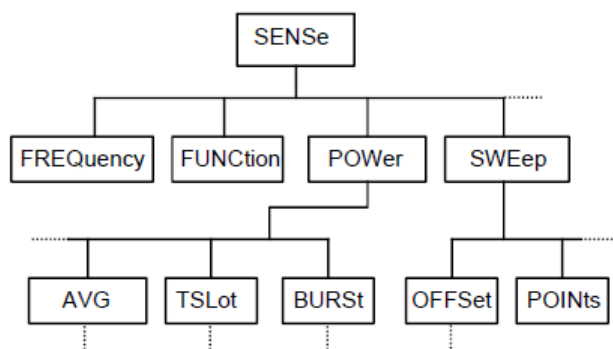 SENSe
FREQuency FUNCtion POWer SWEep
AVG TSLot BURSt OFFSet POINts